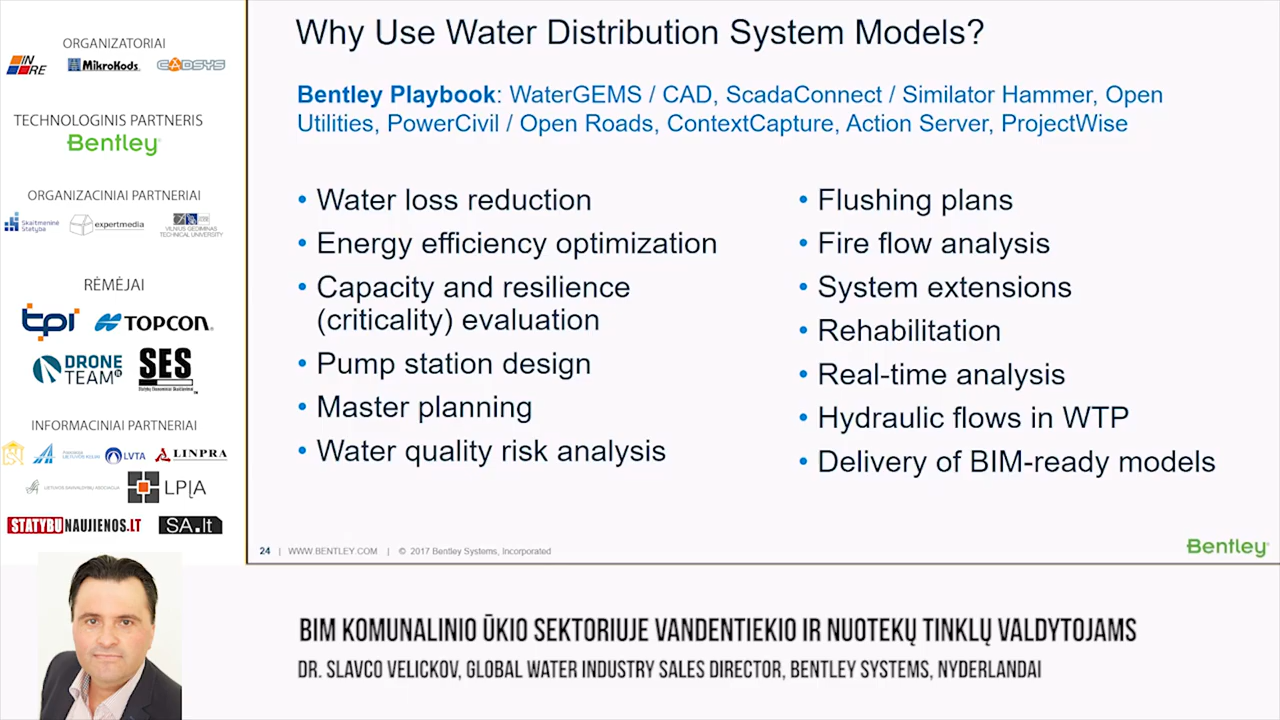 ORGANIZATORIAI
IN RE
MikroKods
CADSYS
TECHNOLOGINIS PARTNERIS
Bentley
ORGANIZACINIAI PARTNERIAI
Skaitmeninė Statyba
expertmedia
VILNIUS GEDIMINAS
TECHNICAL UNIVERSITY
RĖMĖJAI
tpi
TOPCON
DRONE
TEAM
SES
INFORMACINIAI PARTNERIAI
LVTA
LINPRA
LP|A
STATYBUNAUJIENOS.LT
SA.lt
Why Use Water Distribution System Models?
Bentley Playbook: WaterGEMS / CAD, ScadaConnect / Similator Hammer, Open
Utilities, PowerCivil / Open Roads, ContextCapture, Action Server, ProjectWise
• Water loss reduction
• Energy efficiency optimization
• Capacity and resilience
(criticality) evaluation
• Pump station design
• Master planning
• Water quality risk analysis
• Flushing plans
• Fire flow analysis
• System extensions
• Rehabilitation
• Real-time analysis
• Hydraulic flows in WTP
• Delivery of BIM-ready models
24 | WWW.BENTLEY.COM | © 2017 Bentley Systems, Incorporated
Bentley
BIM KOMUNALINIO ŪKIO SEKTORIUJE VANDENTIEKIO IR NUOTEKŲ TINKLŲ VALDYTOJAMS
DR. SLAVCO VELICKOV, GLOBAL WATER INDUSTRY SALES DIRECTOR, BENTLEY SYSTEMS, NYDERLANDAI